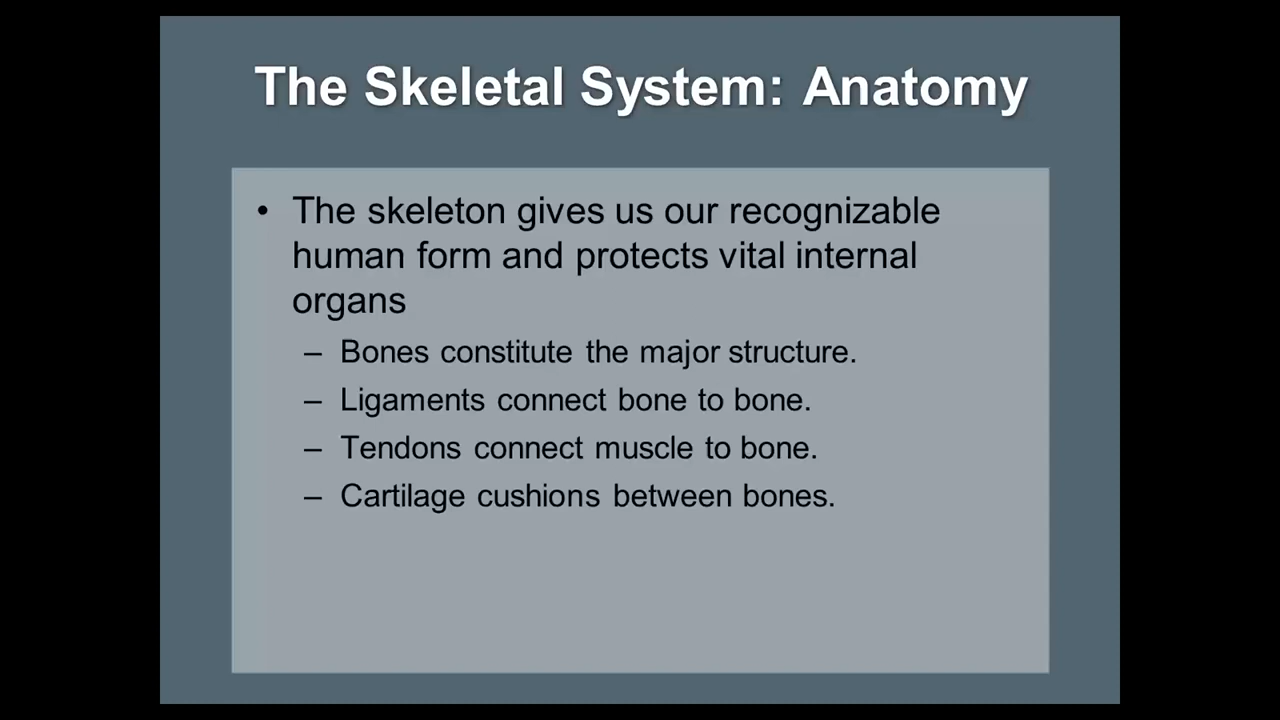 The Skeletal System: Anatomy
• The skeleton gives us our recognizable
human form and protects vital internal
organs
– Bones constitute the major structure.
– Ligaments connect bone to bone.
– Tendons connect muscle to bone.
– Cartilage cushions between bones.